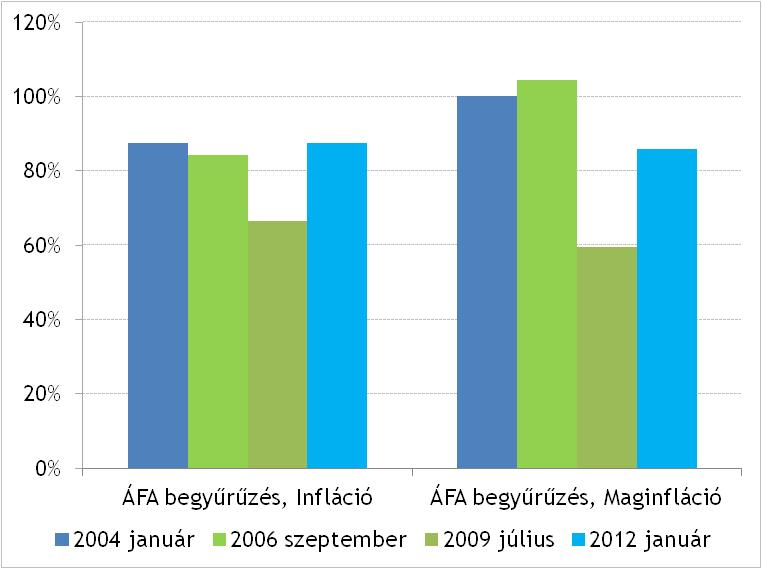 120%
100%
80%
60%
40%
20%
0%
ÁFA begyűrűzés, Infláció
ÁFA begyűrűzés, Maginfláció
2004 január
2006 szeptember
2009 július
2012 január